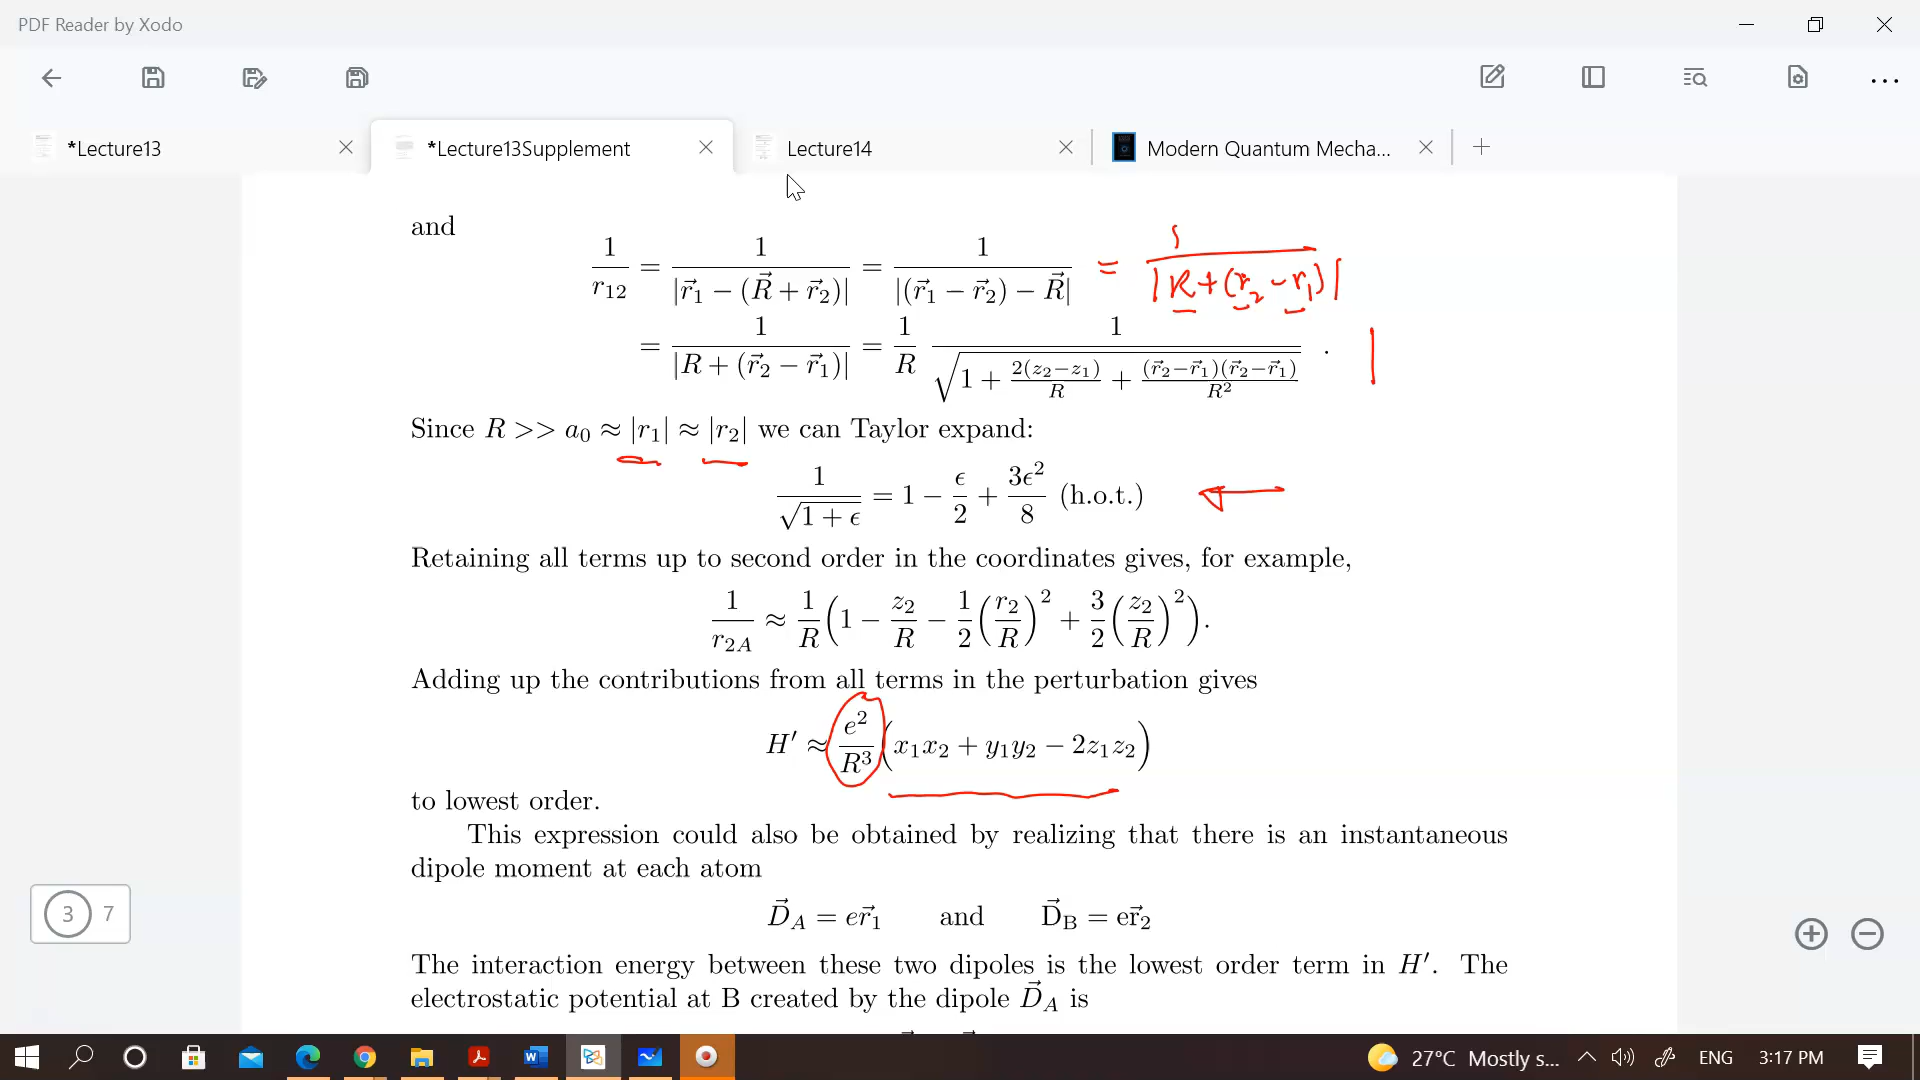 PDF Reader by Xodo
*Lecture13
*Lecture13Supplement
Lecture14
Modern Quantum Mecha...
and
1/r₁₂ = 1/|r⃗₁ − (R⃗ + r⃗₂)| = 1/|(r⃗₁ − r⃗₂) − R⃗| = 1/|R+(r₂−r₁)|
= 1/|R + (r⃗₂ − r⃗₁)| = 1/R 1/√(1 + 2(z₂−z₁)/R + (r⃗₂−r⃗₁)(r⃗₂−r⃗₁)/R²) .
Since R >> a₀ ≈ |r₁| ≈ |r₂| we can Taylor expand:
1/√(1 + ϵ) = 1 − ϵ/2 + 3ϵ²/8 (h.o.t.)
Retaining all terms up to second order in the coordinates gives, for example,
1/r₂A ≈ 1/R (1 − z₂/R − 1/2 (r₂/R)² + 3/2 (z₂/R)²).
Adding up the contributions from all terms in the perturbation gives
H′ ≈ e²/R³ (x₁x₂ + y₁y₂ − 2z₁z₂)
to lowest order.
This expression could also be obtained by realizing that there is an instantaneous
dipole moment at each atom
D⃗A = er⃗₁ and D⃗B = er⃗₂
3 7
The interaction energy between these two dipoles is the lowest order term in H′. The
electrostatic potential at B created by the dipole D⃗A is
27°C Mostly s...
ENG
3:17 PM